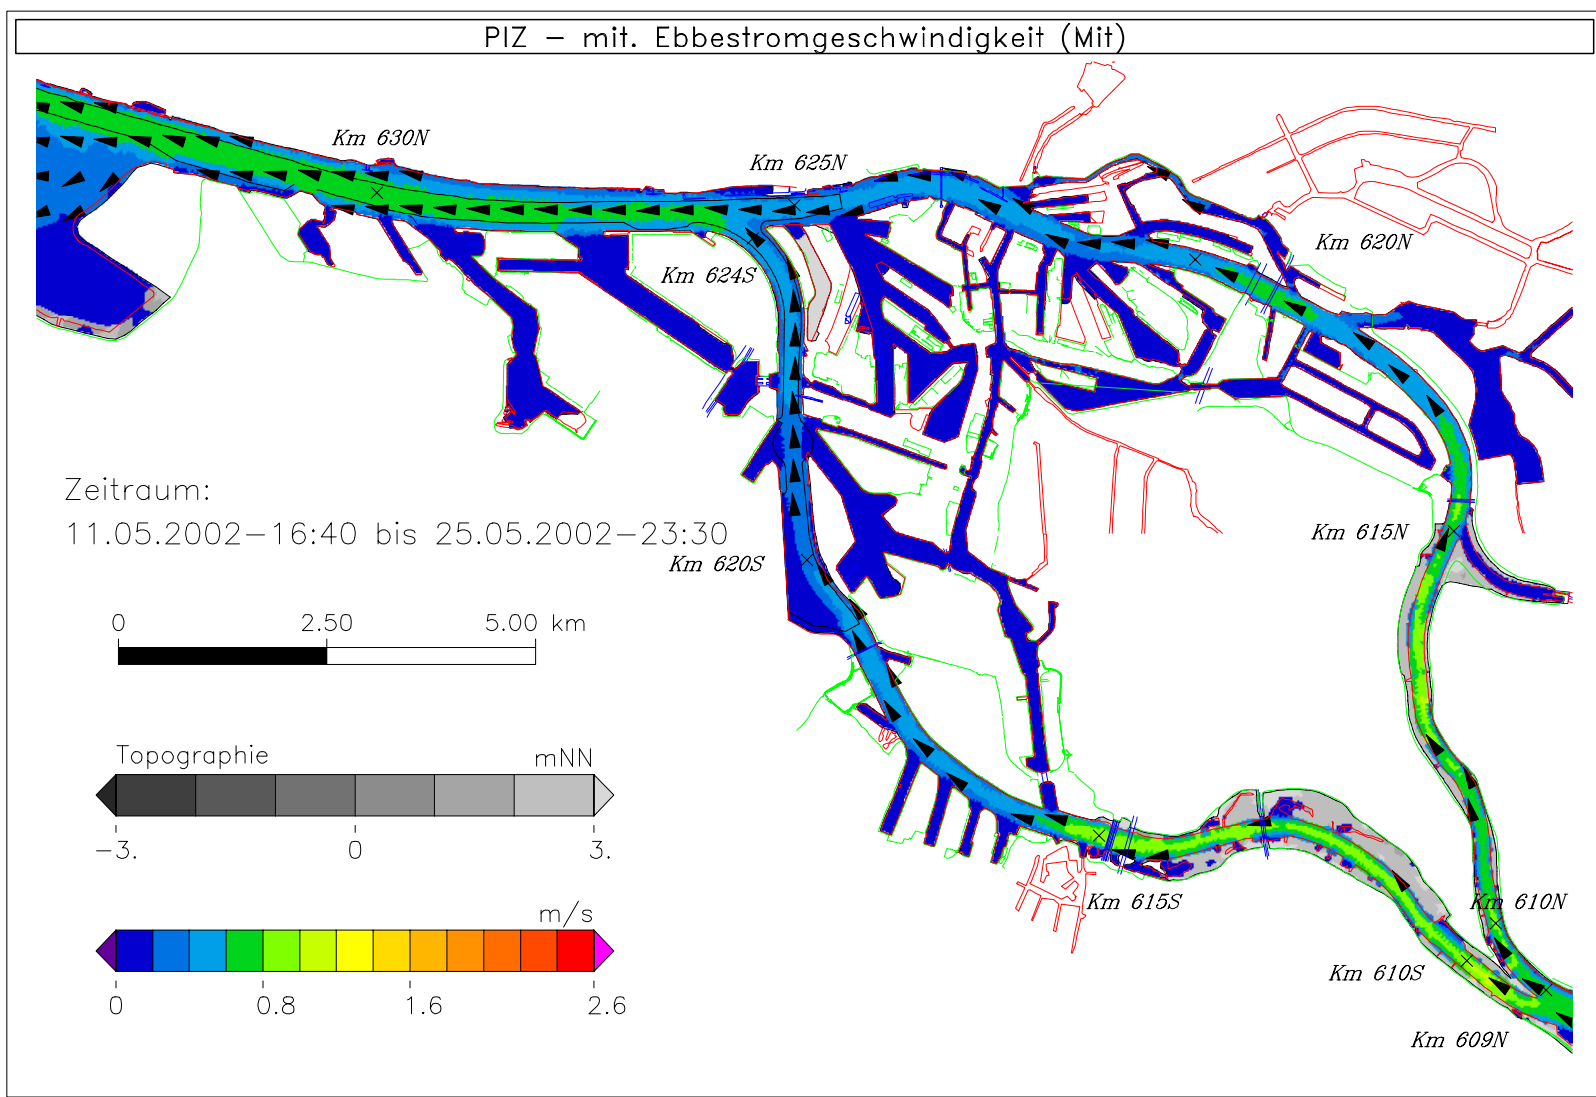 PIZ - mit. Ebbestromgeschwindigkeit (Mit)
Km 630N
Km 625N
Km 620N
Km 624S
Zeitraum:
11.05.2002-16:40 bis 25.05.2002-23:30
Km 615N
Km 620S
0 2.50 5.00 km
Topographie mNN
-3. 0 3.
Km 615S
Km 610N
m/s
Km 610S
0 0.8 1.6 2.6
Km 609N